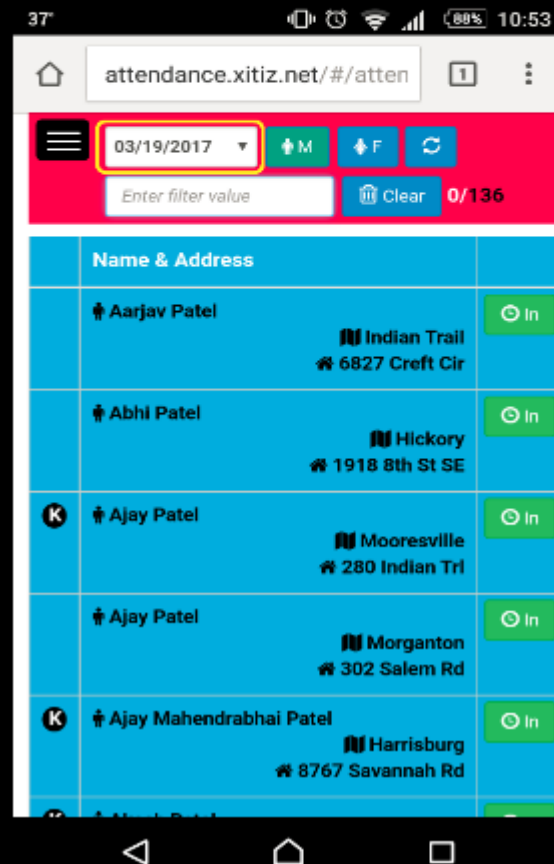 37°
88% 10:53
attendance.xitiz.net/#/atten
1
03/19/2017
M
F
Enter filter value
Clear
0/136
Name & Address
Aarjav Patel
In
Indian Trail
6827 Creft Cir
Abhi Patel
In
Hickory
1918 8th St SE
K
Ajay Patel
In
Mooresville
280 Indian Trl
Ajay Patel
In
Morganton
302 Salem Rd
K
Ajay Mahendrabhai Patel
In
Harrisburg
8767 Savannah Rd